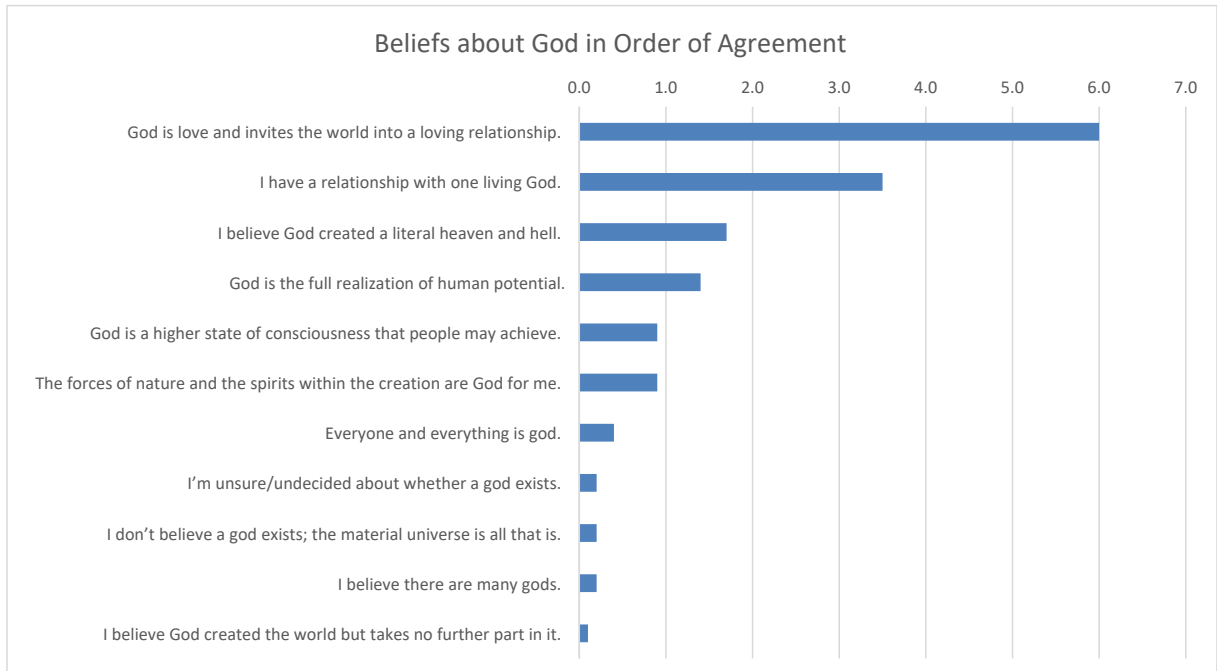 Beliefs about God in Order of Agreement
0.0 1.0 2.0 3.0 4.0 5.0 6.0 7.0
God is love and invites the world into a loving relationship.
I have a relationship with one living God.
I believe God created a literal heaven and hell.
God is the full realization of human potential.
God is a higher state of consciousness that people may achieve.
The forces of nature and the spirits within the creation are God for me.
Everyone and everything is god.
I’m unsure/undecided about whether a god exists.
I don’t believe a god exists; the material universe is all that is.
I believe there are many gods.
I believe God created the world but takes no further part in it.